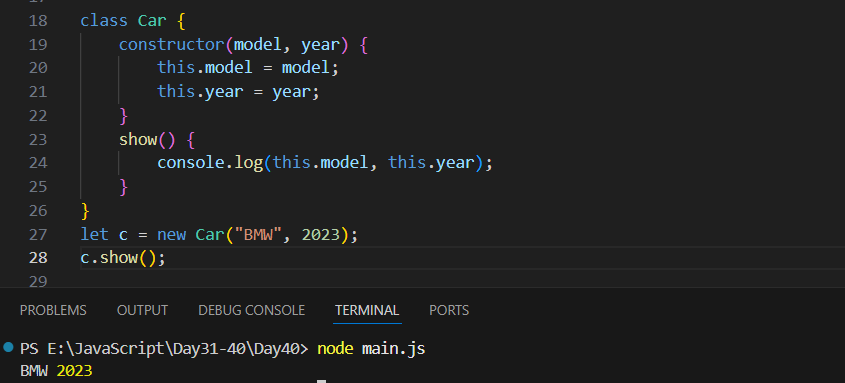 18 class Car {
19 constructor(model, year) {
20 this.model = model;
21 this.year = year;
22 }
23 show() {
24 console.log(this.model, this.year);
25 }
26 }
27 let c = new Car("BMW", 2023);
28 c.show();
29
PROBLEMS OUTPUT DEBUG CONSOLE TERMINAL PORTS
PS E:\JavaScript\Day31-40\Day40> node main.js
BMW 2023